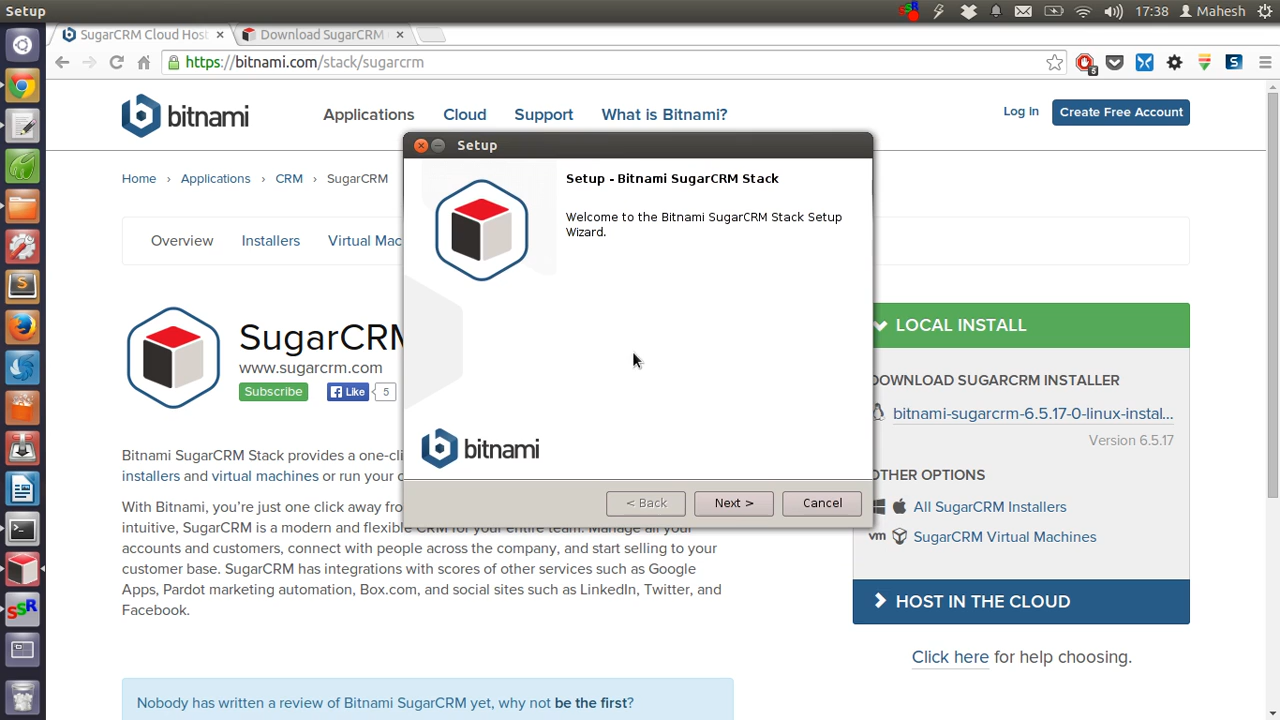 Setup
17:38 Mahesh
SugarCRM Cloud Host
Download SugarCRM
https://bitnami.com/stack/sugarcrm
5
bitnami
Applications Cloud Support What is Bitnami?
Log In Create Free Account
Home › Applications › CRM › SugarCRM
Overview Installers Virtual Mac
SugarCRM
www.sugarcrm.com
Subscribe Like 5
Bitnami SugarCRM Stack provides a one-cli
installers and virtual machines or run your
With Bitnami, you're just one click away fro
intuitive, SugarCRM is a modern and flexible CRM for your entire team. Manage all your
accounts and customers, connect with people across the company, and start selling to your
customer base. SugarCRM has integrations with scores of other services such as Google
Apps, Pardot marketing automation, Box.com, and social sites such as LinkedIn, Twitter, and
Facebook.
Nobody has written a review of Bitnami SugarCRM yet, why not be the first?
Setup
Setup - Bitnami SugarCRM Stack
Welcome to the Bitnami SugarCRM Stack Setup
Wizard.
bitnami
< Back Next > Cancel
LOCAL INSTALL
DOWNLOAD SUGARCRM INSTALLER
bitnami-sugarcrm-6.5.17-0-linux-instal...
Version 6.5.17
OTHER OPTIONS
All SugarCRM Installers
vm SugarCRM Virtual Machines
HOST IN THE CLOUD
Click here for help choosing.